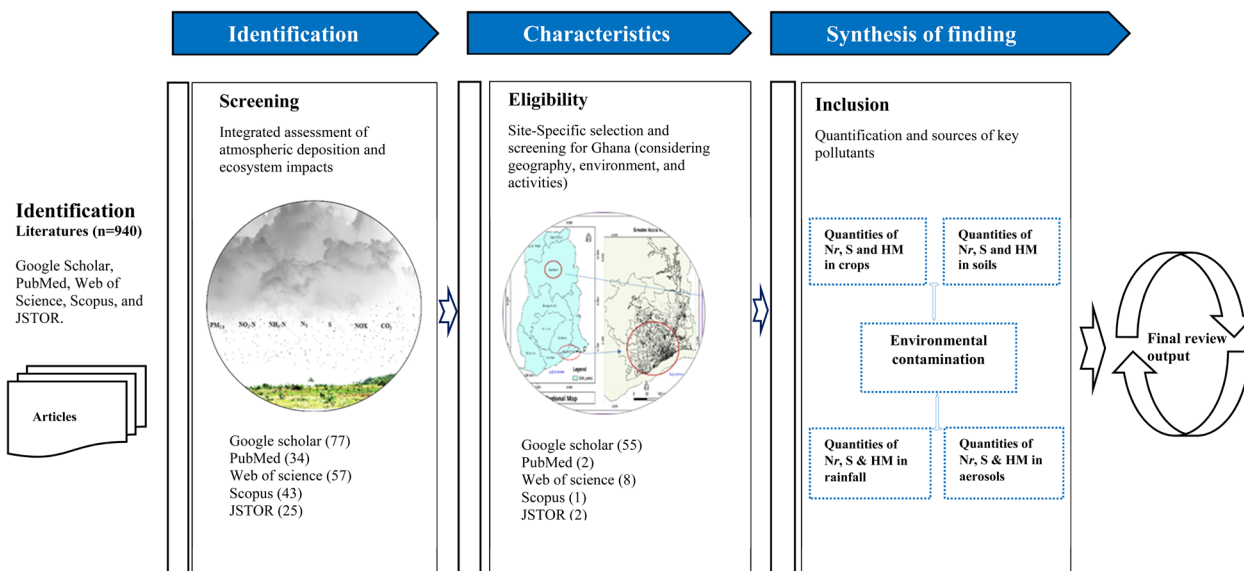 Identification
Characteristics
Synthesis of finding
Identification
Literatures (n=940)
Google Scholar,
PubMed, Web of
Science, Scopus, and
JSTOR.
Articles
Screening
Integrated assessment of
atmospheric deposition and
ecosystem impacts
PM2.5 NO3-N NH4-N N2 S NOX CO2
Google scholar (77)
PubMed (34)
Web of science (57)
Scopus (43)
JSTOR (25)
Eligibility
Site-Specific selection and
screening for Ghana (considering
geography, environment, and
activities)
Legend
Google scholar (55)
PubMed (2)
Web of science (8)
Scopus (1)
JSTOR (2)
Inclusion
Quantification and sources of key
pollutants
Quantities of
Nr, S and HM
in crops
Quantities of
Nr, S and HM
in soils
Environmental
contamination
Quantities of
Nr, S & HM in
rainfall
Quantities of
Nr, S & HM in
aerosols
Final review
output